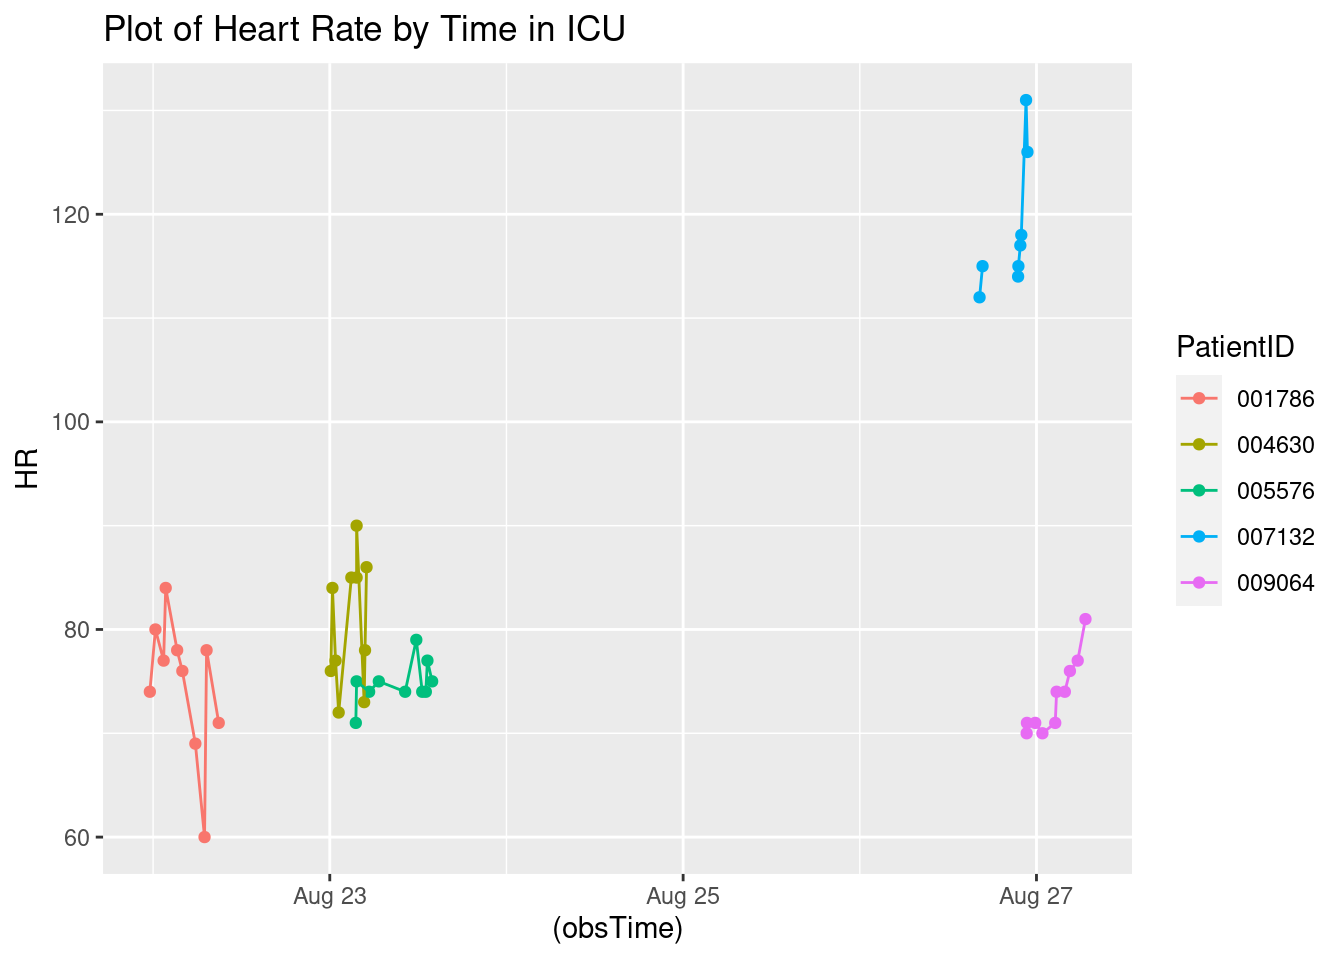 Plot of Heart Rate by Time in ICU
120
100
80
60
HR
Aug 23
Aug 25
Aug 27
(obsTime)
PatientID
001786
004630
005576
007132
009064